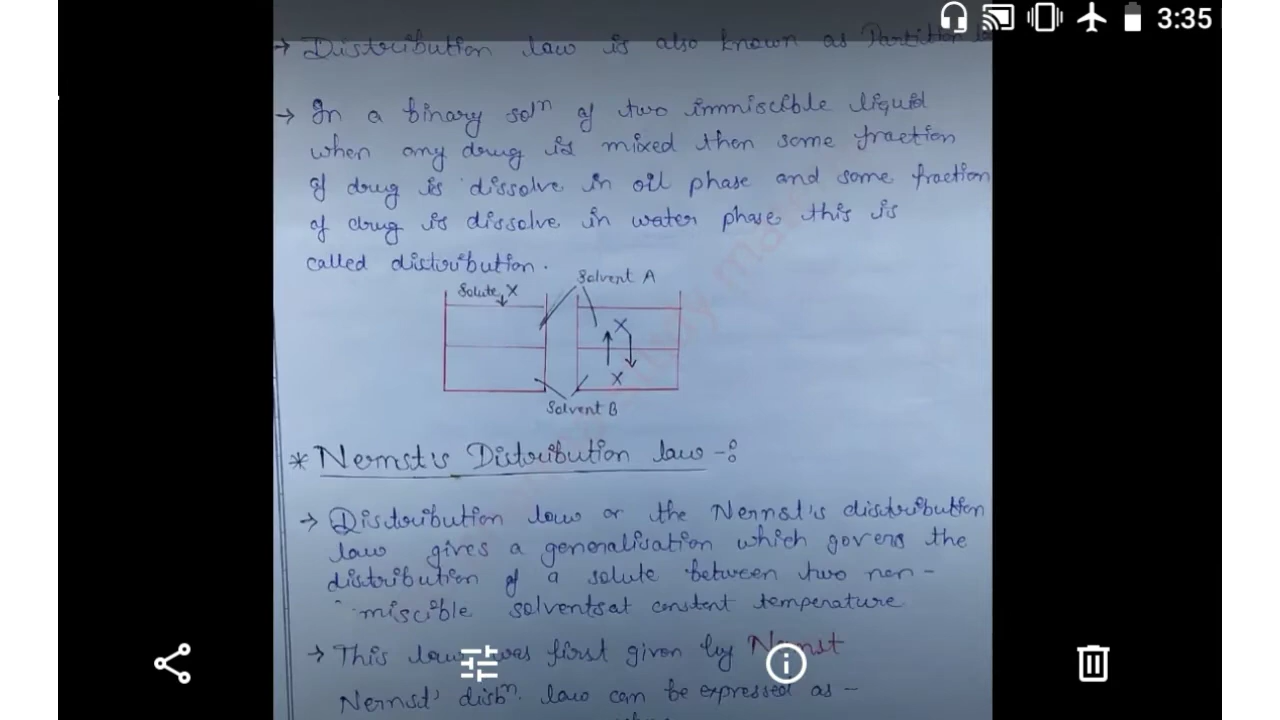 3:35
→ Distribution law is also known as Partition
→ In a binary solⁿ of two immiscible liquid
when any drug is mixed then some fraction
of drug is dissolve in oil phase and some fraction
of drug is dissolve in water phase this is
called distribution.
Solvent A
Solute X
X
X
Solvent B
* Nernst's Distribution law -:
→ Distribution law or the Nernst's distribution
law gives a generalisation which govers the
distribution of a solute between two non-
miscible solvents at constent temperature
→ This law was first given by Nernst
Nernst' disbⁿ. law can be expressed as -